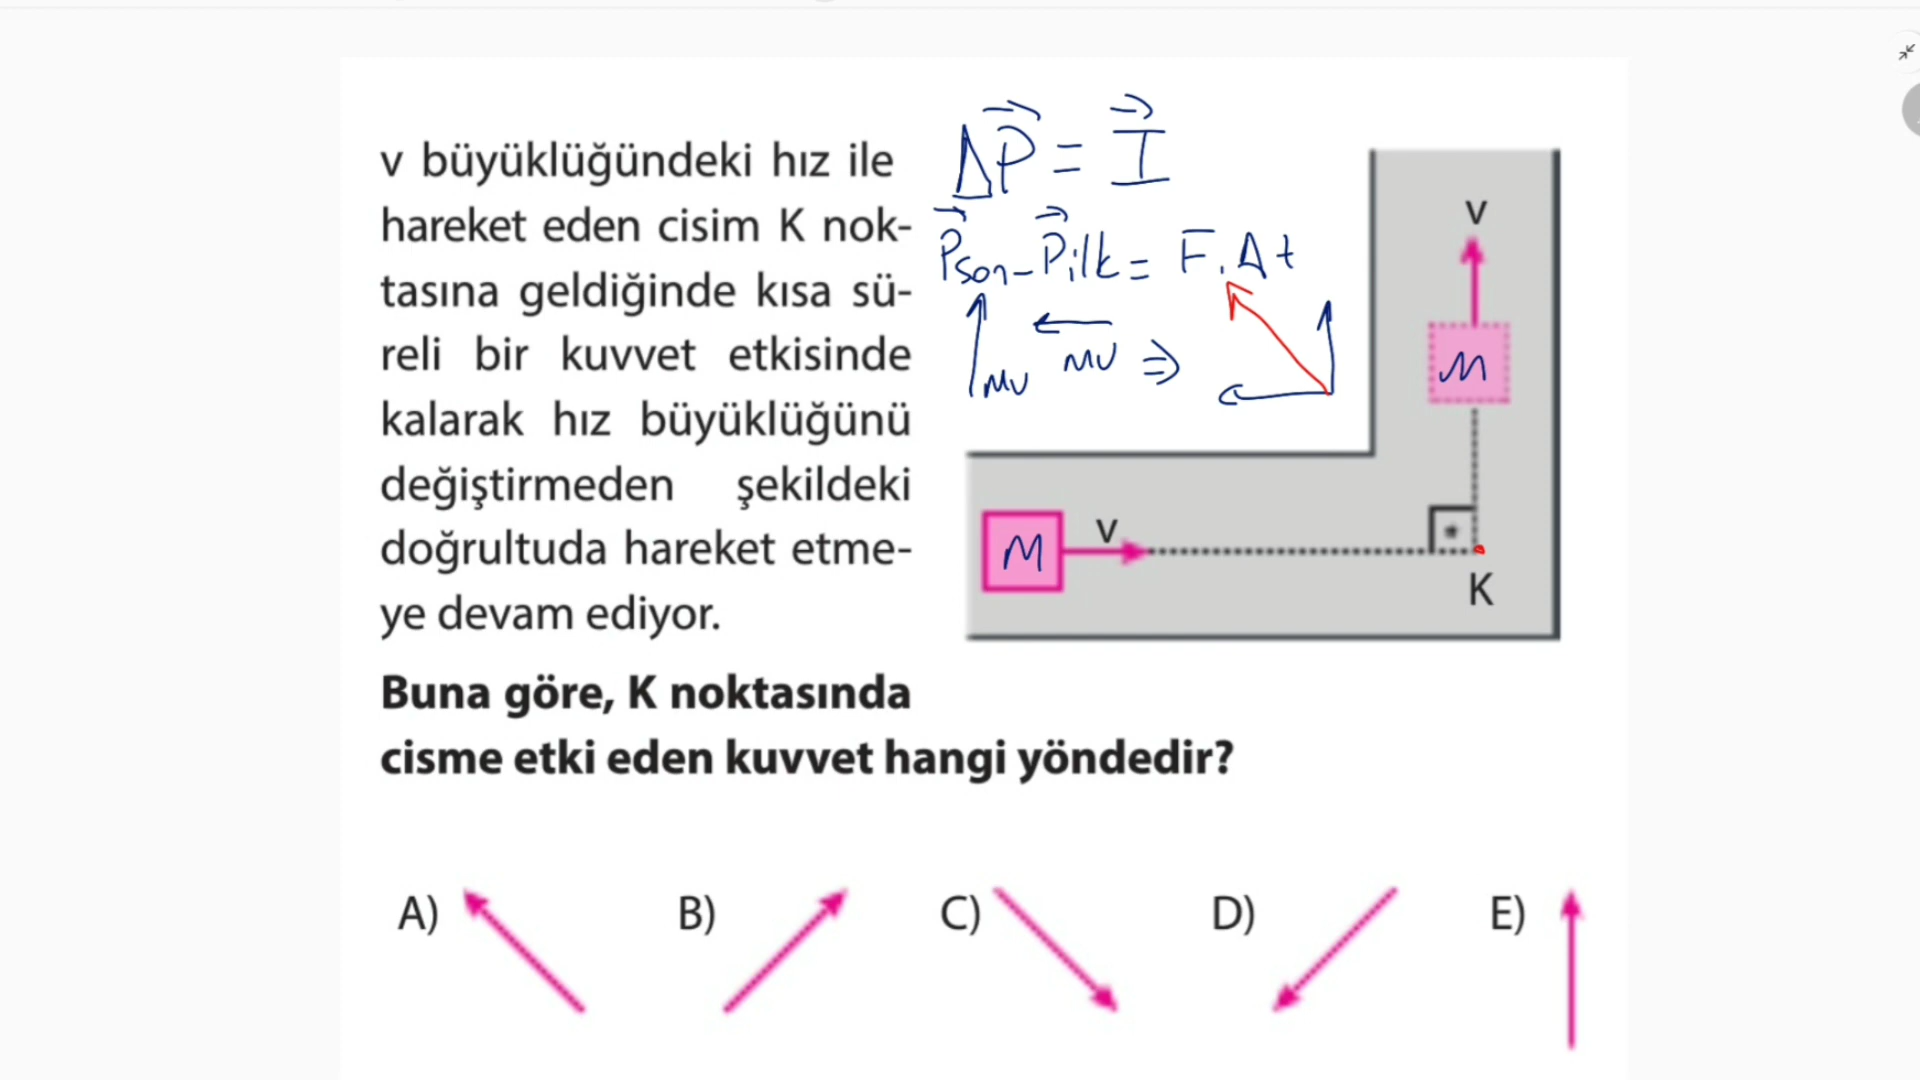 v büyüklüğündeki hız ile
hareket eden cisim K nok-
tasına geldiğinde kısa sü-
reli bir kuvvet etkisinde
kalarak hız büyüklüğünü
değiştirmeden şekildeki
doğrultuda hareket etme-
ye devam ediyor.
ΔP = I
Pson - Pilk = F.Δt
mv
mv ⇒
v
m
M
v
K
Buna göre, K noktasında
cisme etki eden kuvvet hangi yöndedir?
A)
B)
C)
D)
E)